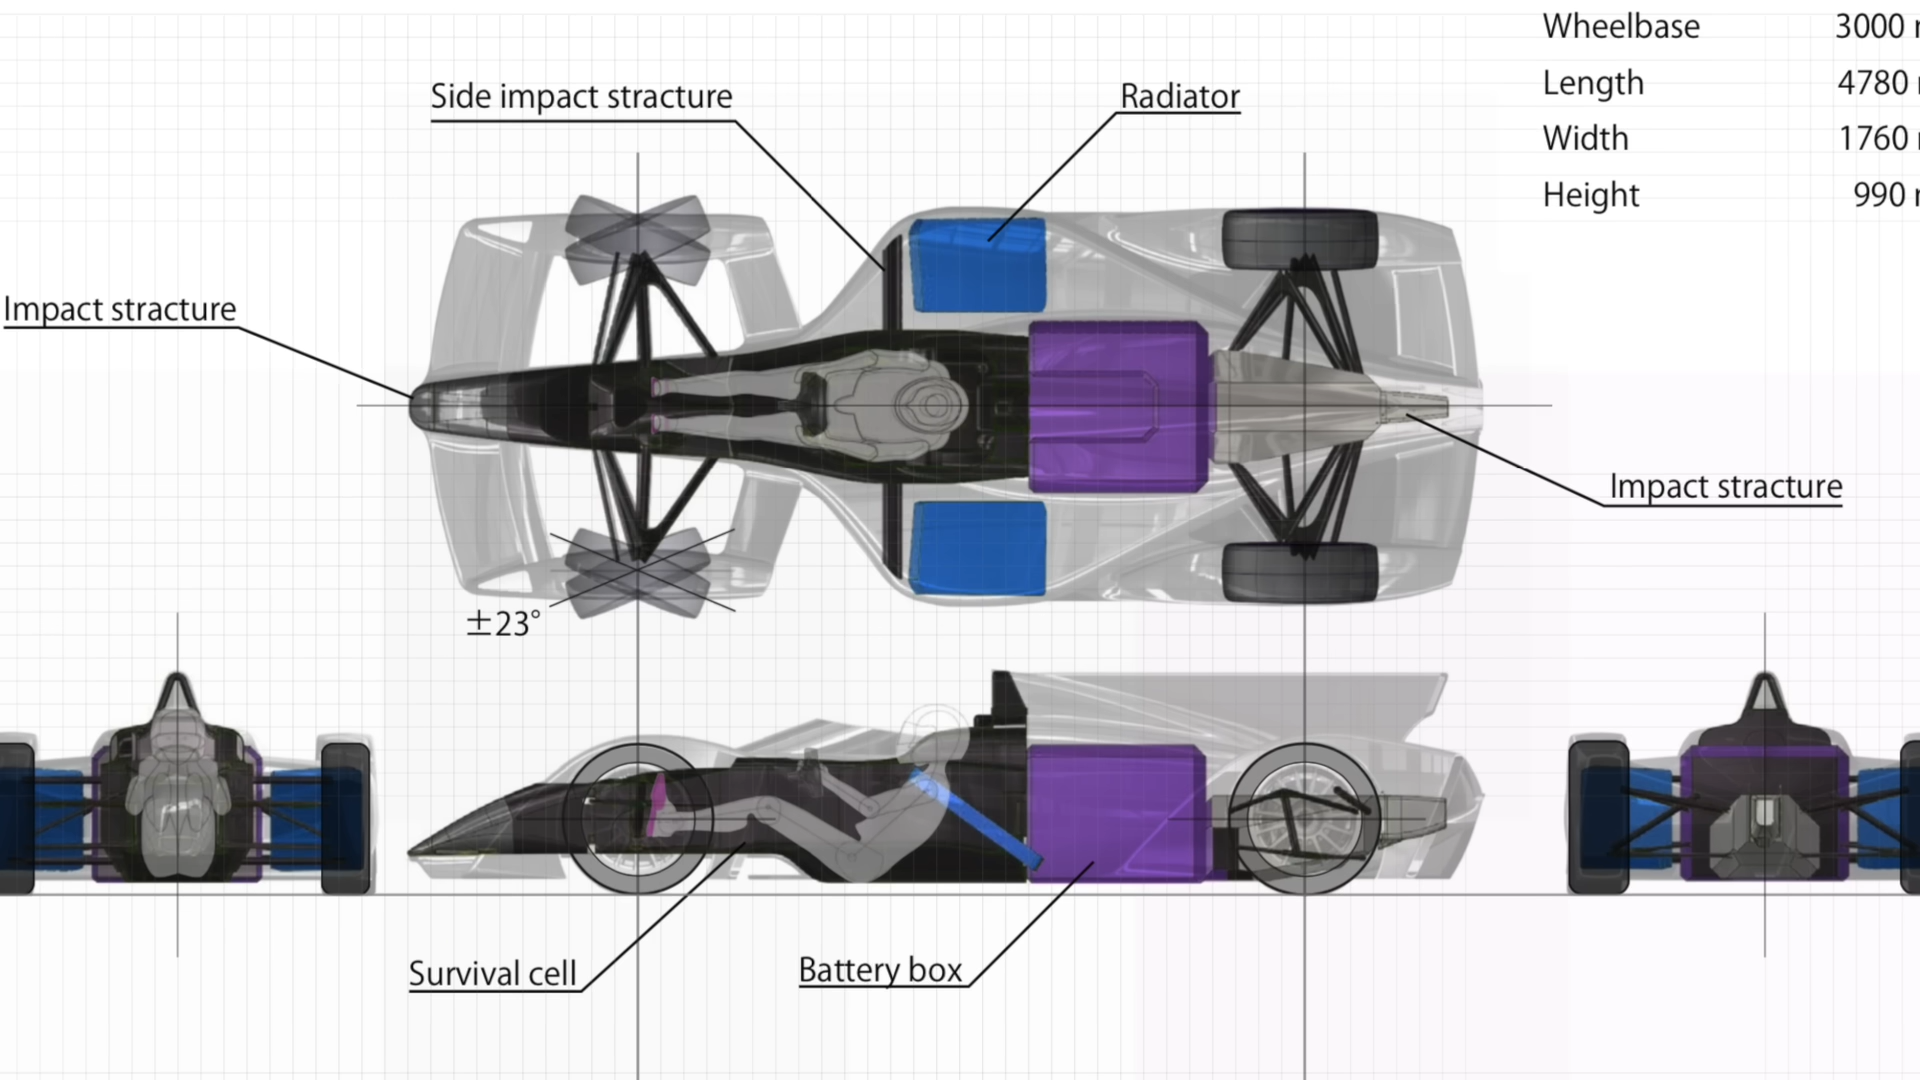 Wheelbase 3000
Length 4780
Width 1760
Height 990
Side impact stracture
Radiator
Impact stracture
Impact stracture
±23°
Survival cell
Battery box